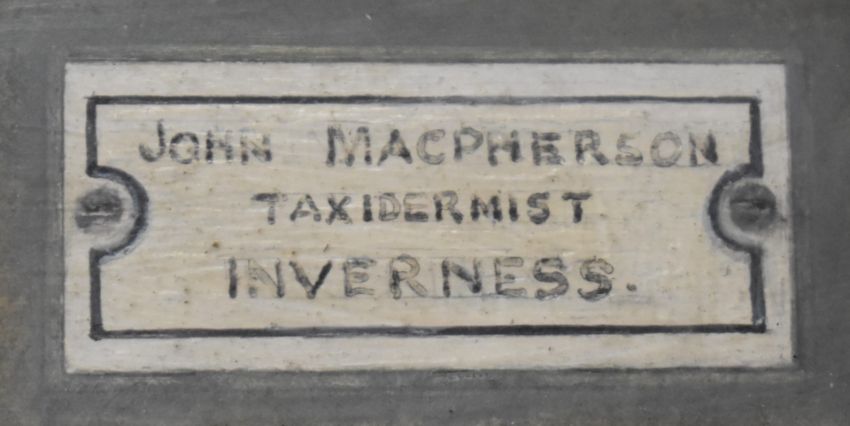 JOHN MACPHERSON
TAXIDERMIST
INVERNESS.